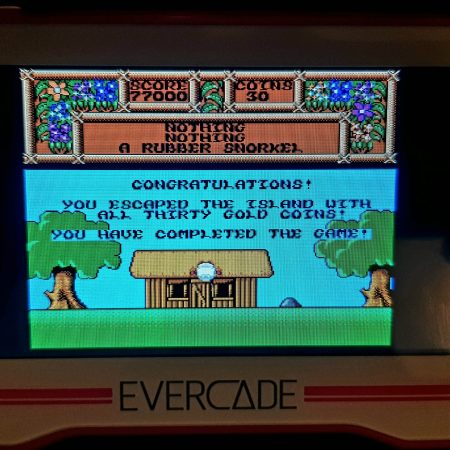 SCORE COINS
77000 30
NOTHING
NOTHING
A RUBBER SNORKEL
CONGRATULATIONS!
YOU ESCAPED THE ISLAND WITH
ALL THIRTY GOLD COINS!
YOU HAVE COMPLETED THE GAME!
EVERCADE